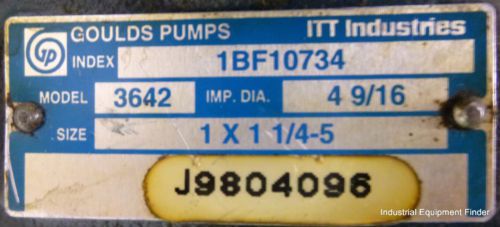 GP GOULDS PUMPS ITT Industries
INDEX 1BF10734
MODEL 3642 IMP. DIA. 4 9/16
SIZE 1 X 1 1/4-5
J9804096
Industrial Equipment Finder